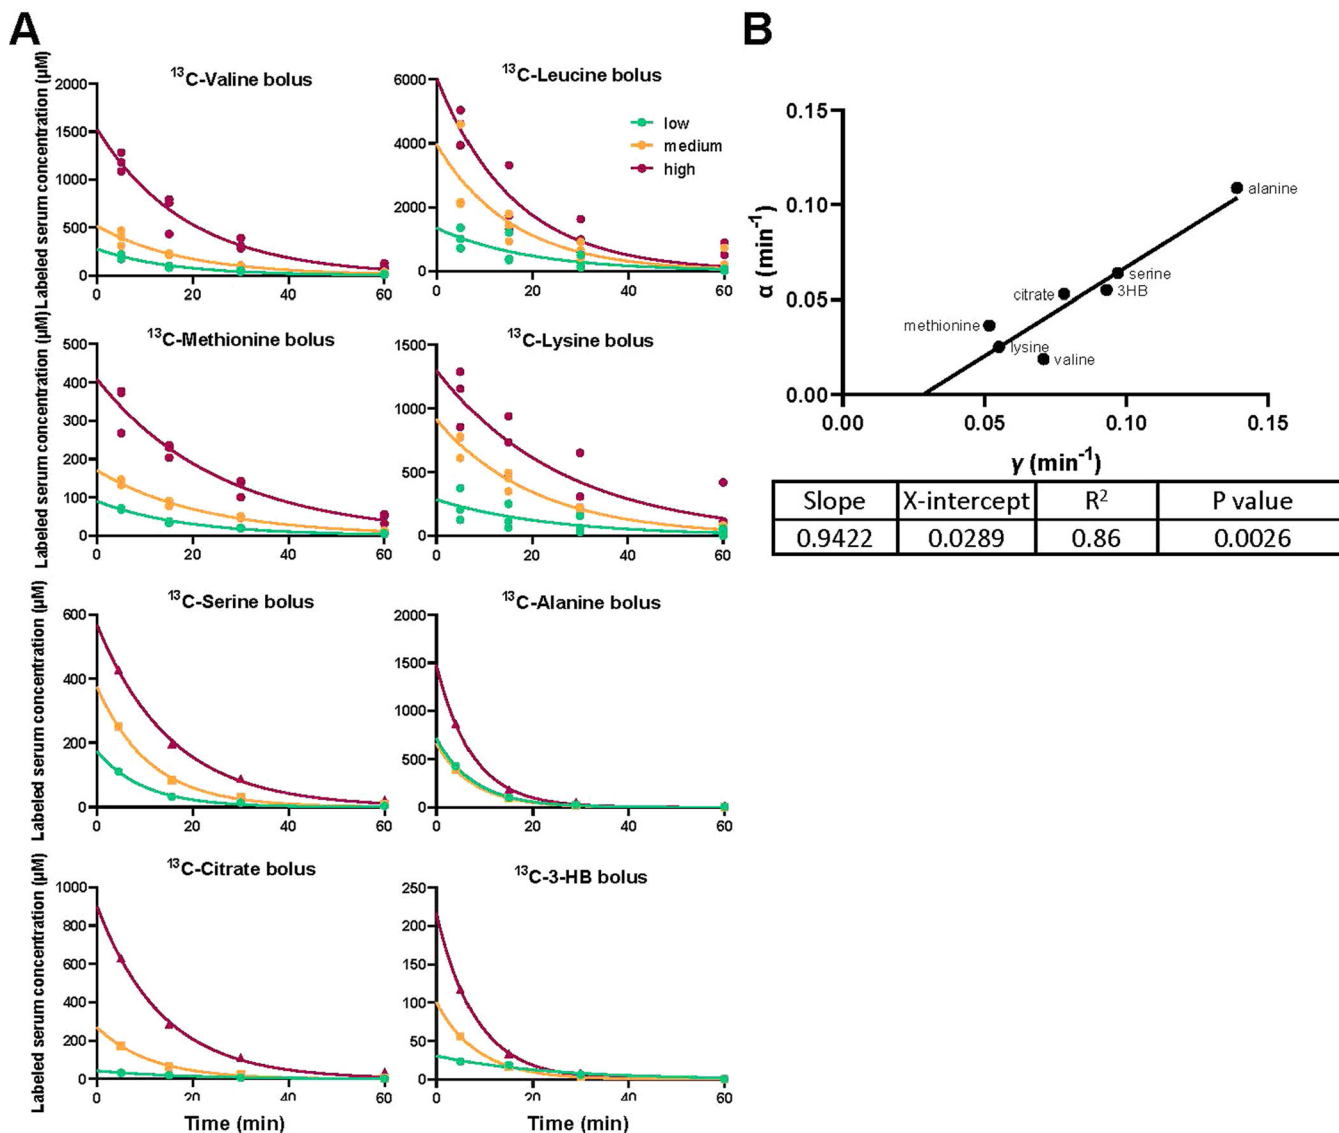 A
¹³C-Valine bolus
Labeled serum concentration (µM)
2000
1500
1000
500
0
0 20 40 60
¹³C-Leucine bolus
6000
4000
2000
0
0 20 40 60
low
medium
high
¹³C-Methionine bolus
Labeled serum concentration (µM)
500
400
300
200
100
0
0 20 40 60
¹³C-Lysine bolus
1500
1000
500
0
0 20 40 60
¹³C-Serine bolus
Labeled serum concentration (µM)
600
400
200
0
0 20 40 60
¹³C-Alanine bolus
2000
1500
1000
500
0
0 20 40 60
¹³C-Citrate bolus
Labeled serum concentration (µM)
1000
800
600
400
200
0
0 20 40 60
Time (min)
¹³C-3-HB bolus
250
200
150
100
50
0
0 20 40 60
Time (min)
B
α (min⁻¹)
0.15
0.10
0.05
0.00
alanine
serine
3HB
citrate
methionine
lysine
valine
0.00 0.05 0.10 0.15
γ (min⁻¹)
Slope X-intercept R² P value
0.9422 0.0289 0.86 0.0026